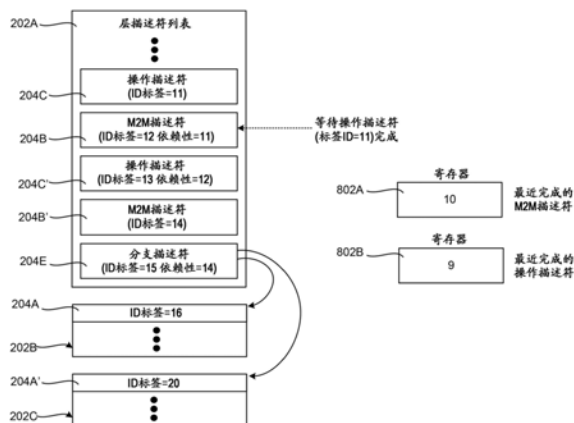 202A
层描述符列表
204C
操作描述符
(ID标签=11)
204B
M2M描述符
(ID标签=12 依赖性=11)
等待操作描述符
(标签ID=11)完成
204C'
操作描述符
(ID标签=13 依赖性=12)
204B'
M2M描述符
(ID标签=14)
204E
分支描述符
(ID标签=15 依赖性=14)
802A
寄存器
10
最近完成的
M2M描述符
802B
寄存器
9
最近完成的
操作描述符
204A
ID标签=16
202B
204A'
ID标签=20
202C